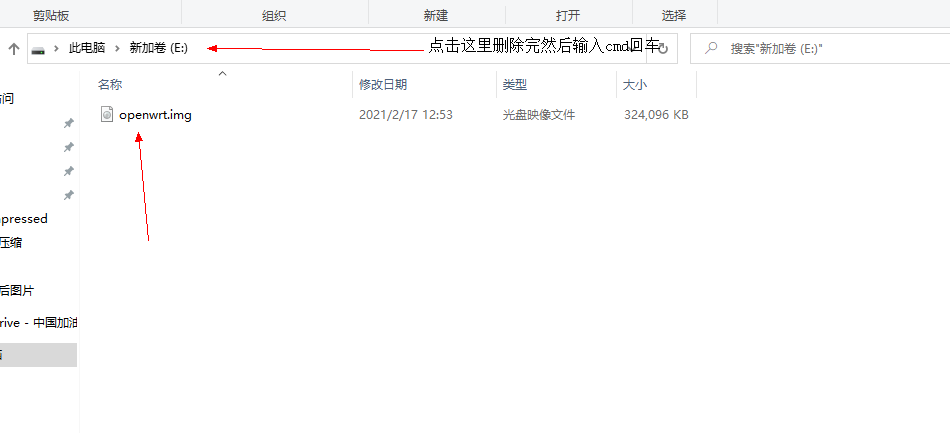 剪贴板 组织 新建 打开 选择
此电脑 新加卷 (E:) 点击这里删除完然后输入cmd回车 搜索"新加卷 (E:)"
名称 修改日期 类型 大小
问
openwrt.img 2021/2/17 12:53 光盘映像文件 324,096 KB
pressed
压缩
后图片
rive - 中国加油